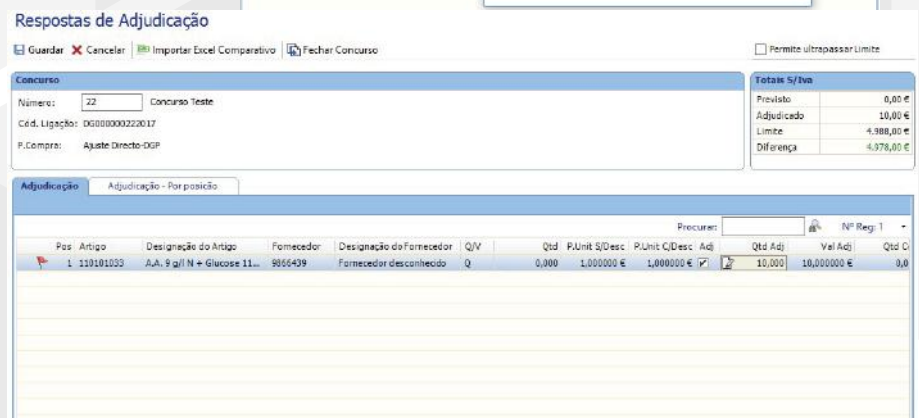 Respostas de Adjudicação
Guardar Cancelar Importar Excel Comparativo Fechar Concurso Permite ultrapassar Limite
Concurso
Número: 22 Concurso Teste
Cód. Ligação: DG000000222017
P.Compra: Ajuste Directo-DGP
Totais S/Iva
Previsto 0,00 €
Adjudicado 10,00 €
Limite 4.988,00 €
Diferença 4.978,00 €
Adjudicação Adjudicação - Por posição
Procurar: Nº Reg: 1
Pos Artigo Designação do Artigo Fornecedor Designação do Fornecedor Q/V Qtd P.Unit S/Desc P.Unit C/Desc Adj Qtd Adj Val Adj Qtd
1 110101033 A.A. 9 g/l N + Glucose 11... 9866439 Fornecedor desconhecido Q 0,000 1,000000 € 1,000000 € 10,000 10,000000 € 0,0